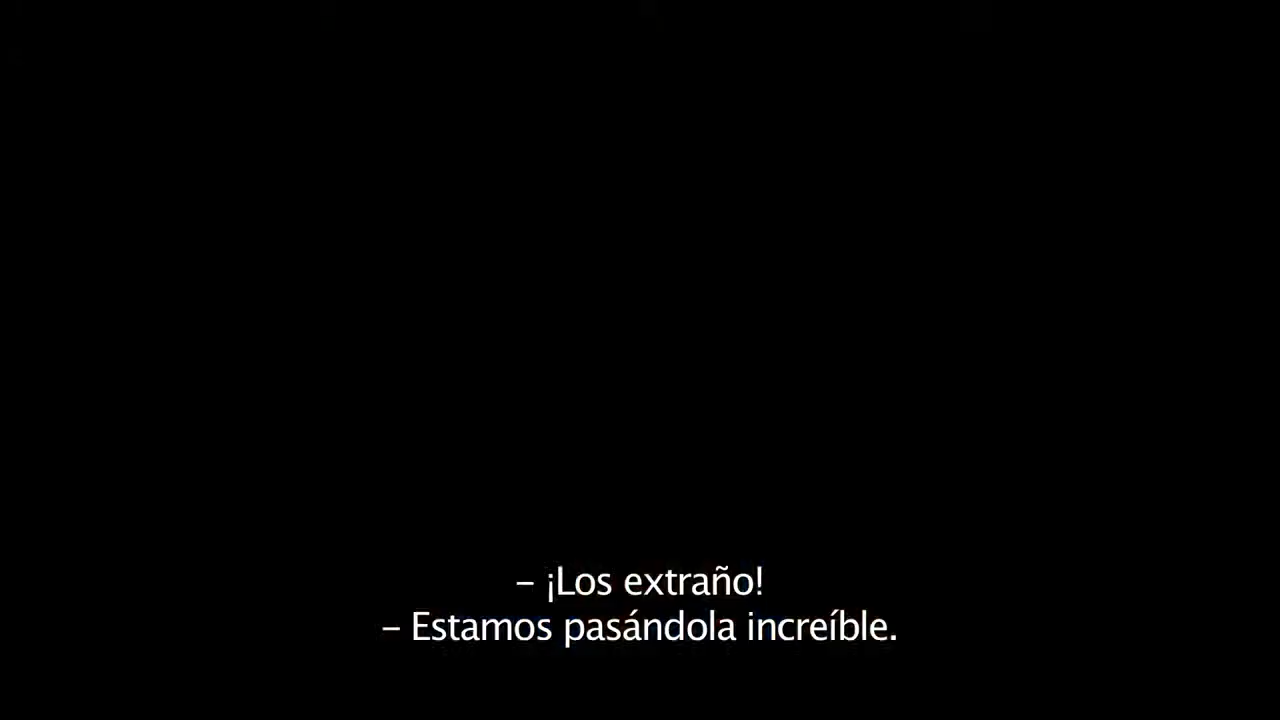 – ¡Los extraño!
– Estamos pasándola increíble.